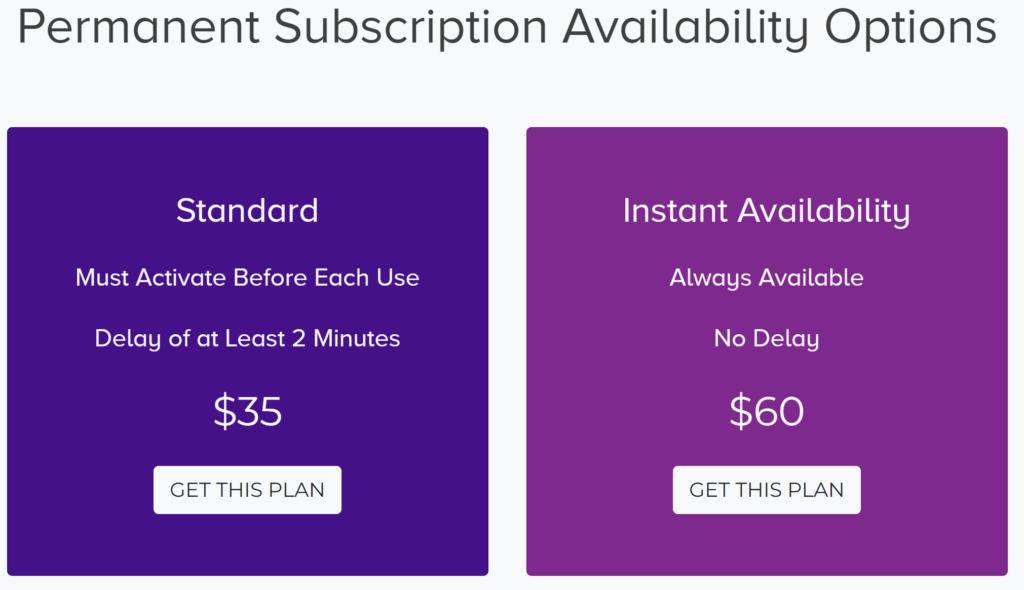 Permanent Subscription Availability Options
Standard
Must Activate Before Each Use
Delay of at Least 2 Minutes
$35
GET THIS PLAN
Instant Availability
Always Available
No Delay
$60
GET THIS PLAN